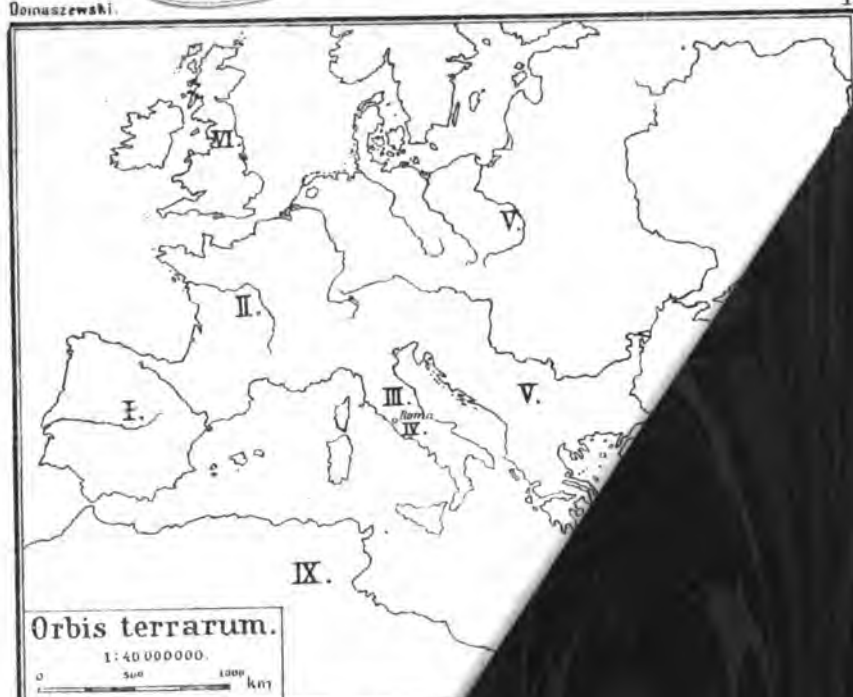 Domaszewski.
VI.
V.
II.
I.
III.
V.
Roma
IV.
IX.
Orbis terrarum.
1:40 000000.
0 500 1000 km